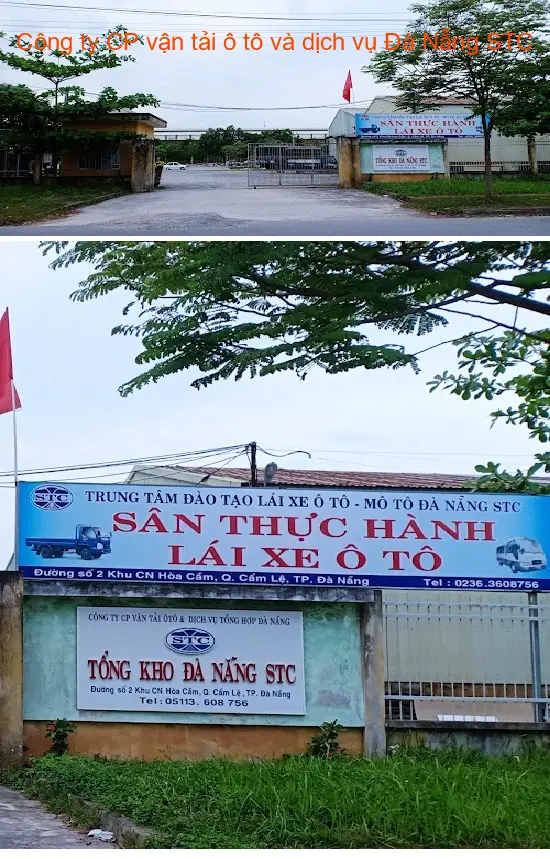 Công ty CP vận tải ô tô và dịch vụ Đà Nẵng STC
SÂN THỰC HÀNH
LÁI XE Ô TÔ
TỔNG KHO ĐÀ NẴNG STC
STC
TRUNG TÂM ĐÀO TẠO LÁI XE Ô TÔ - MÔ TÔ ĐÀ NẴNG STC
SÂN THỰC HÀNH
LÁI XE Ô TÔ
Đường số 2 Khu CN Hòa Cầm, Q. Cẩm Lệ, TP. Đà Nẵng
Tel : 0236.3608756
CÔNG TY CP VẬN TẢI ÔTÔ & DỊCH VỤ TỔNG HỢP ĐÀ NẴNG
STC
TỔNG KHO ĐÀ NẴNG STC
Đường số 2 Khu CN Hòa Cầm, Q. Cẩm Lệ, TP. Đà Nẵng
Tel : 05113. 608 756